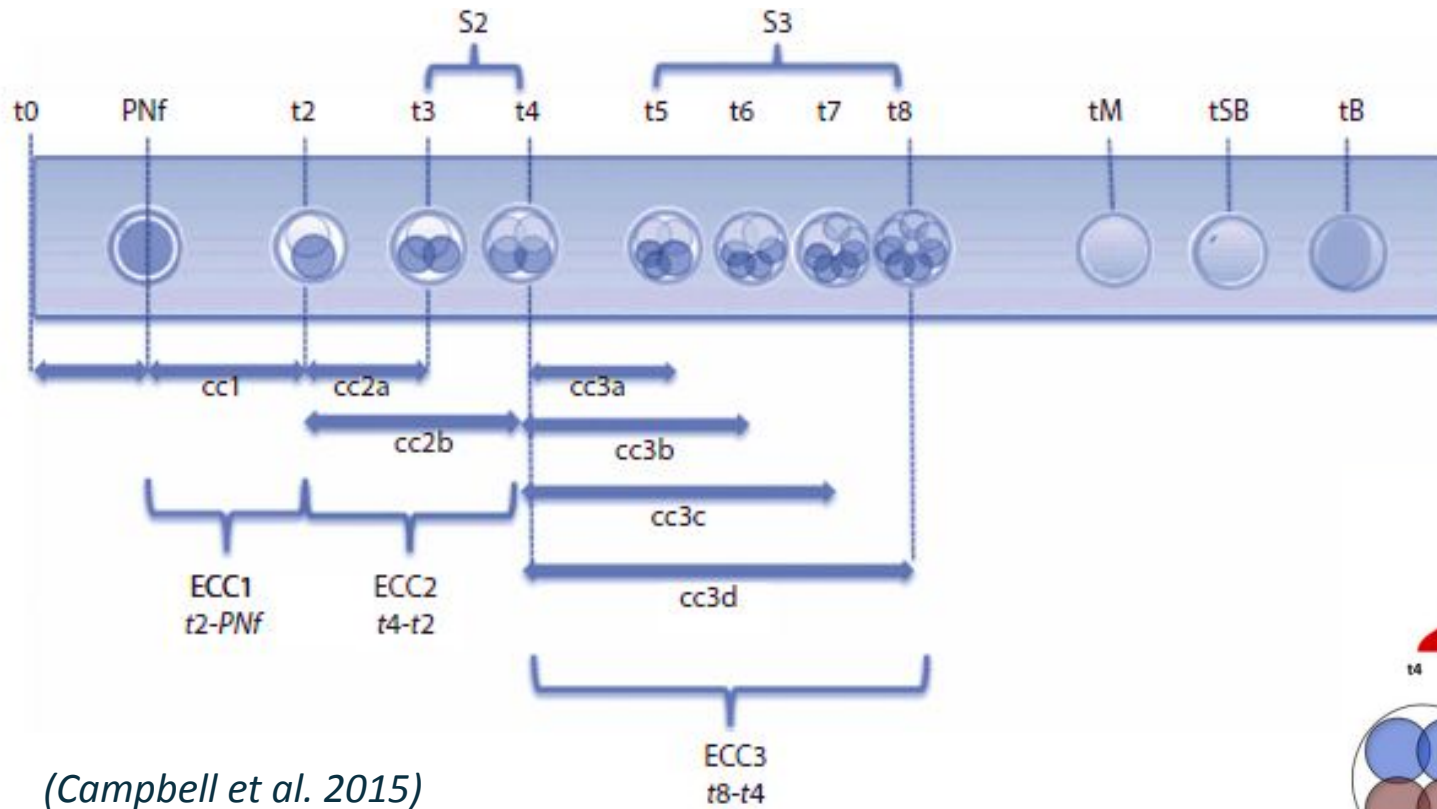 S2
S3
t0
PNf
t2
t3
t4
t5
t6
t7
t8
tM
tSB
tB
cc1
cc2a
cc3a
cc2b
cc3b
cc3c
ECC1
t2-PNf
ECC2
t4-t2
cc3d
t4
ECC3
t8-t4
(Campbell et al. 2015)